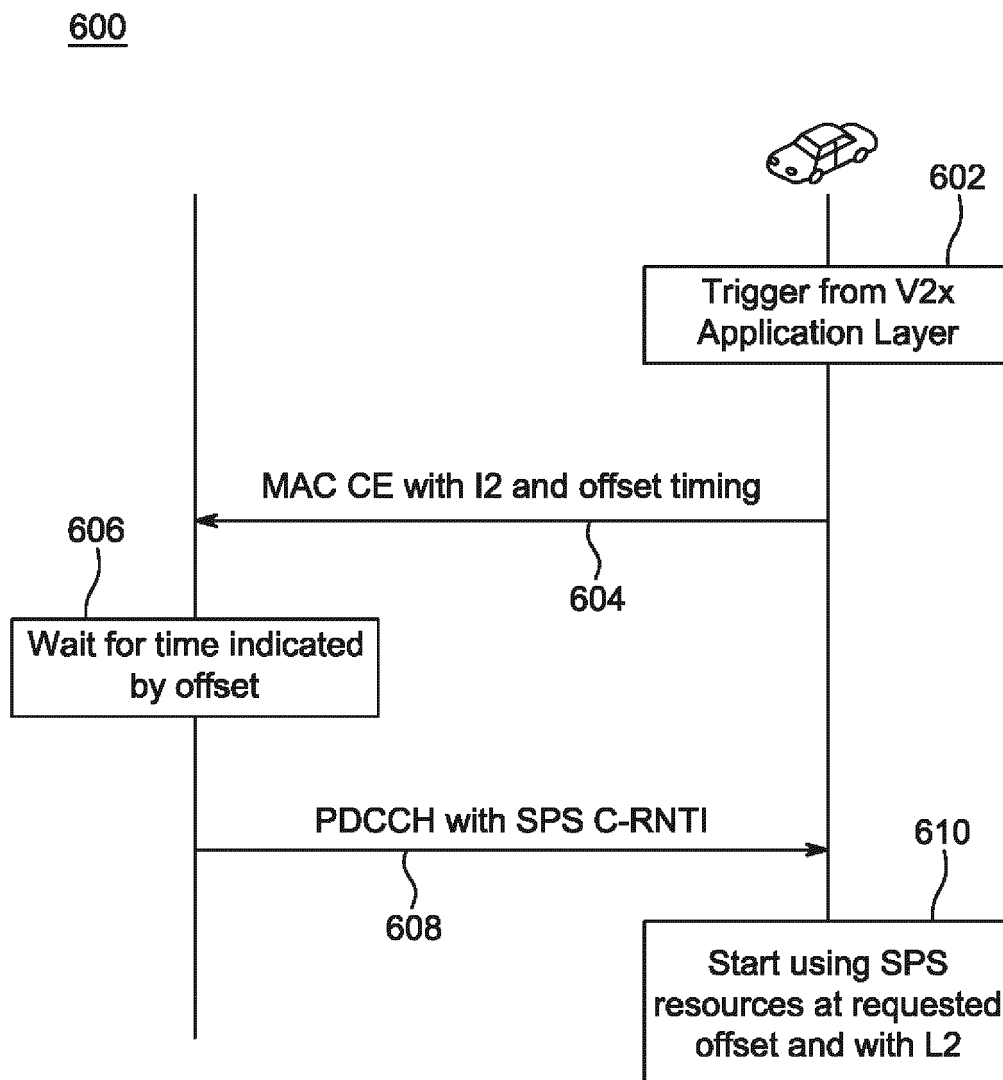 600
602
Trigger from V2x
Application Layer
MAC CE with I2 and offset timing
604
606
Wait for time indicated
by offset
PDCCH with SPS C-RNTI
608
610
Start using SPS
resources at requested
offset and with L2